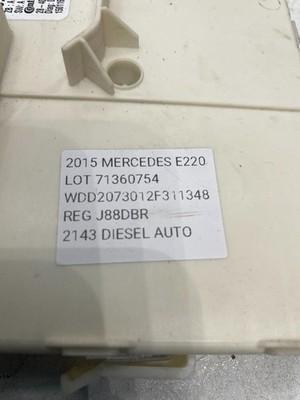 2015 MERCEDES E220
LOT 71360754
WDD2073012F311348
REG J88DBR
2143 DIESEL AUTO